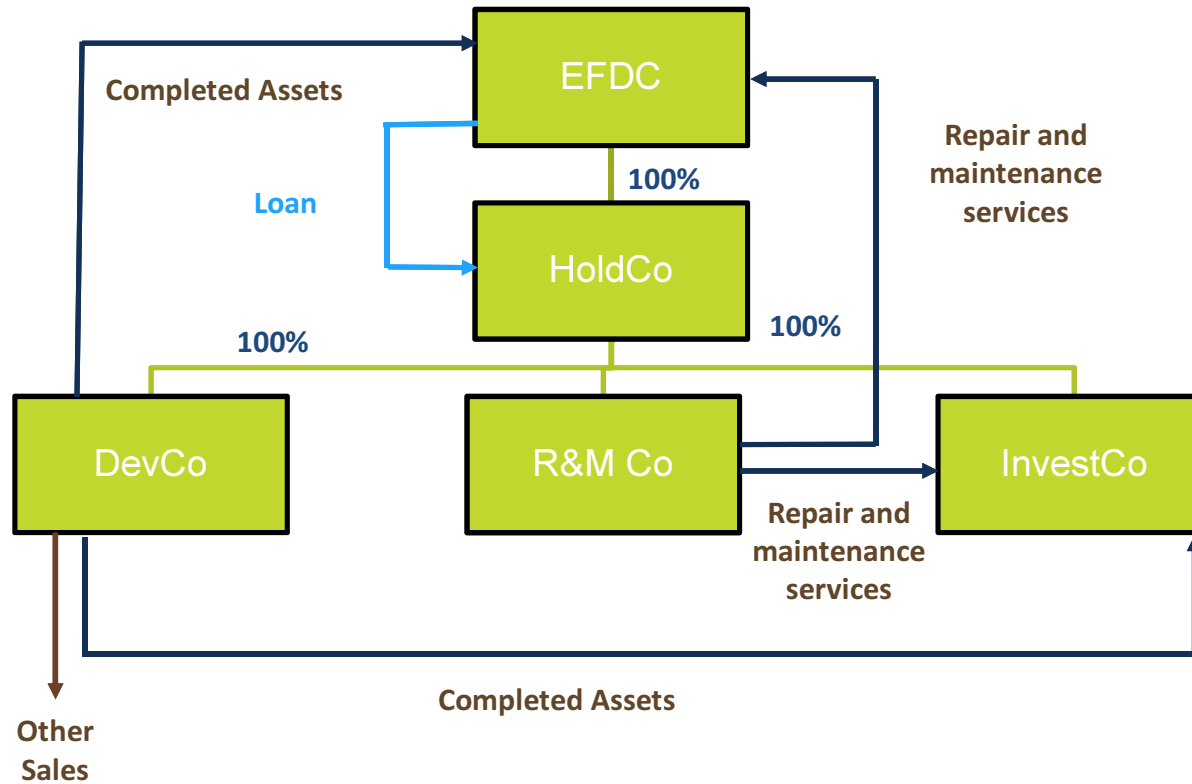 EFDC
Completed Assets
Repair and
maintenance
services
100%
Loan
HoldCo
100%
100%
DevCo
R&M Co
InvestCo
Repair and
maintenance
services
Completed Assets
Other
Sales